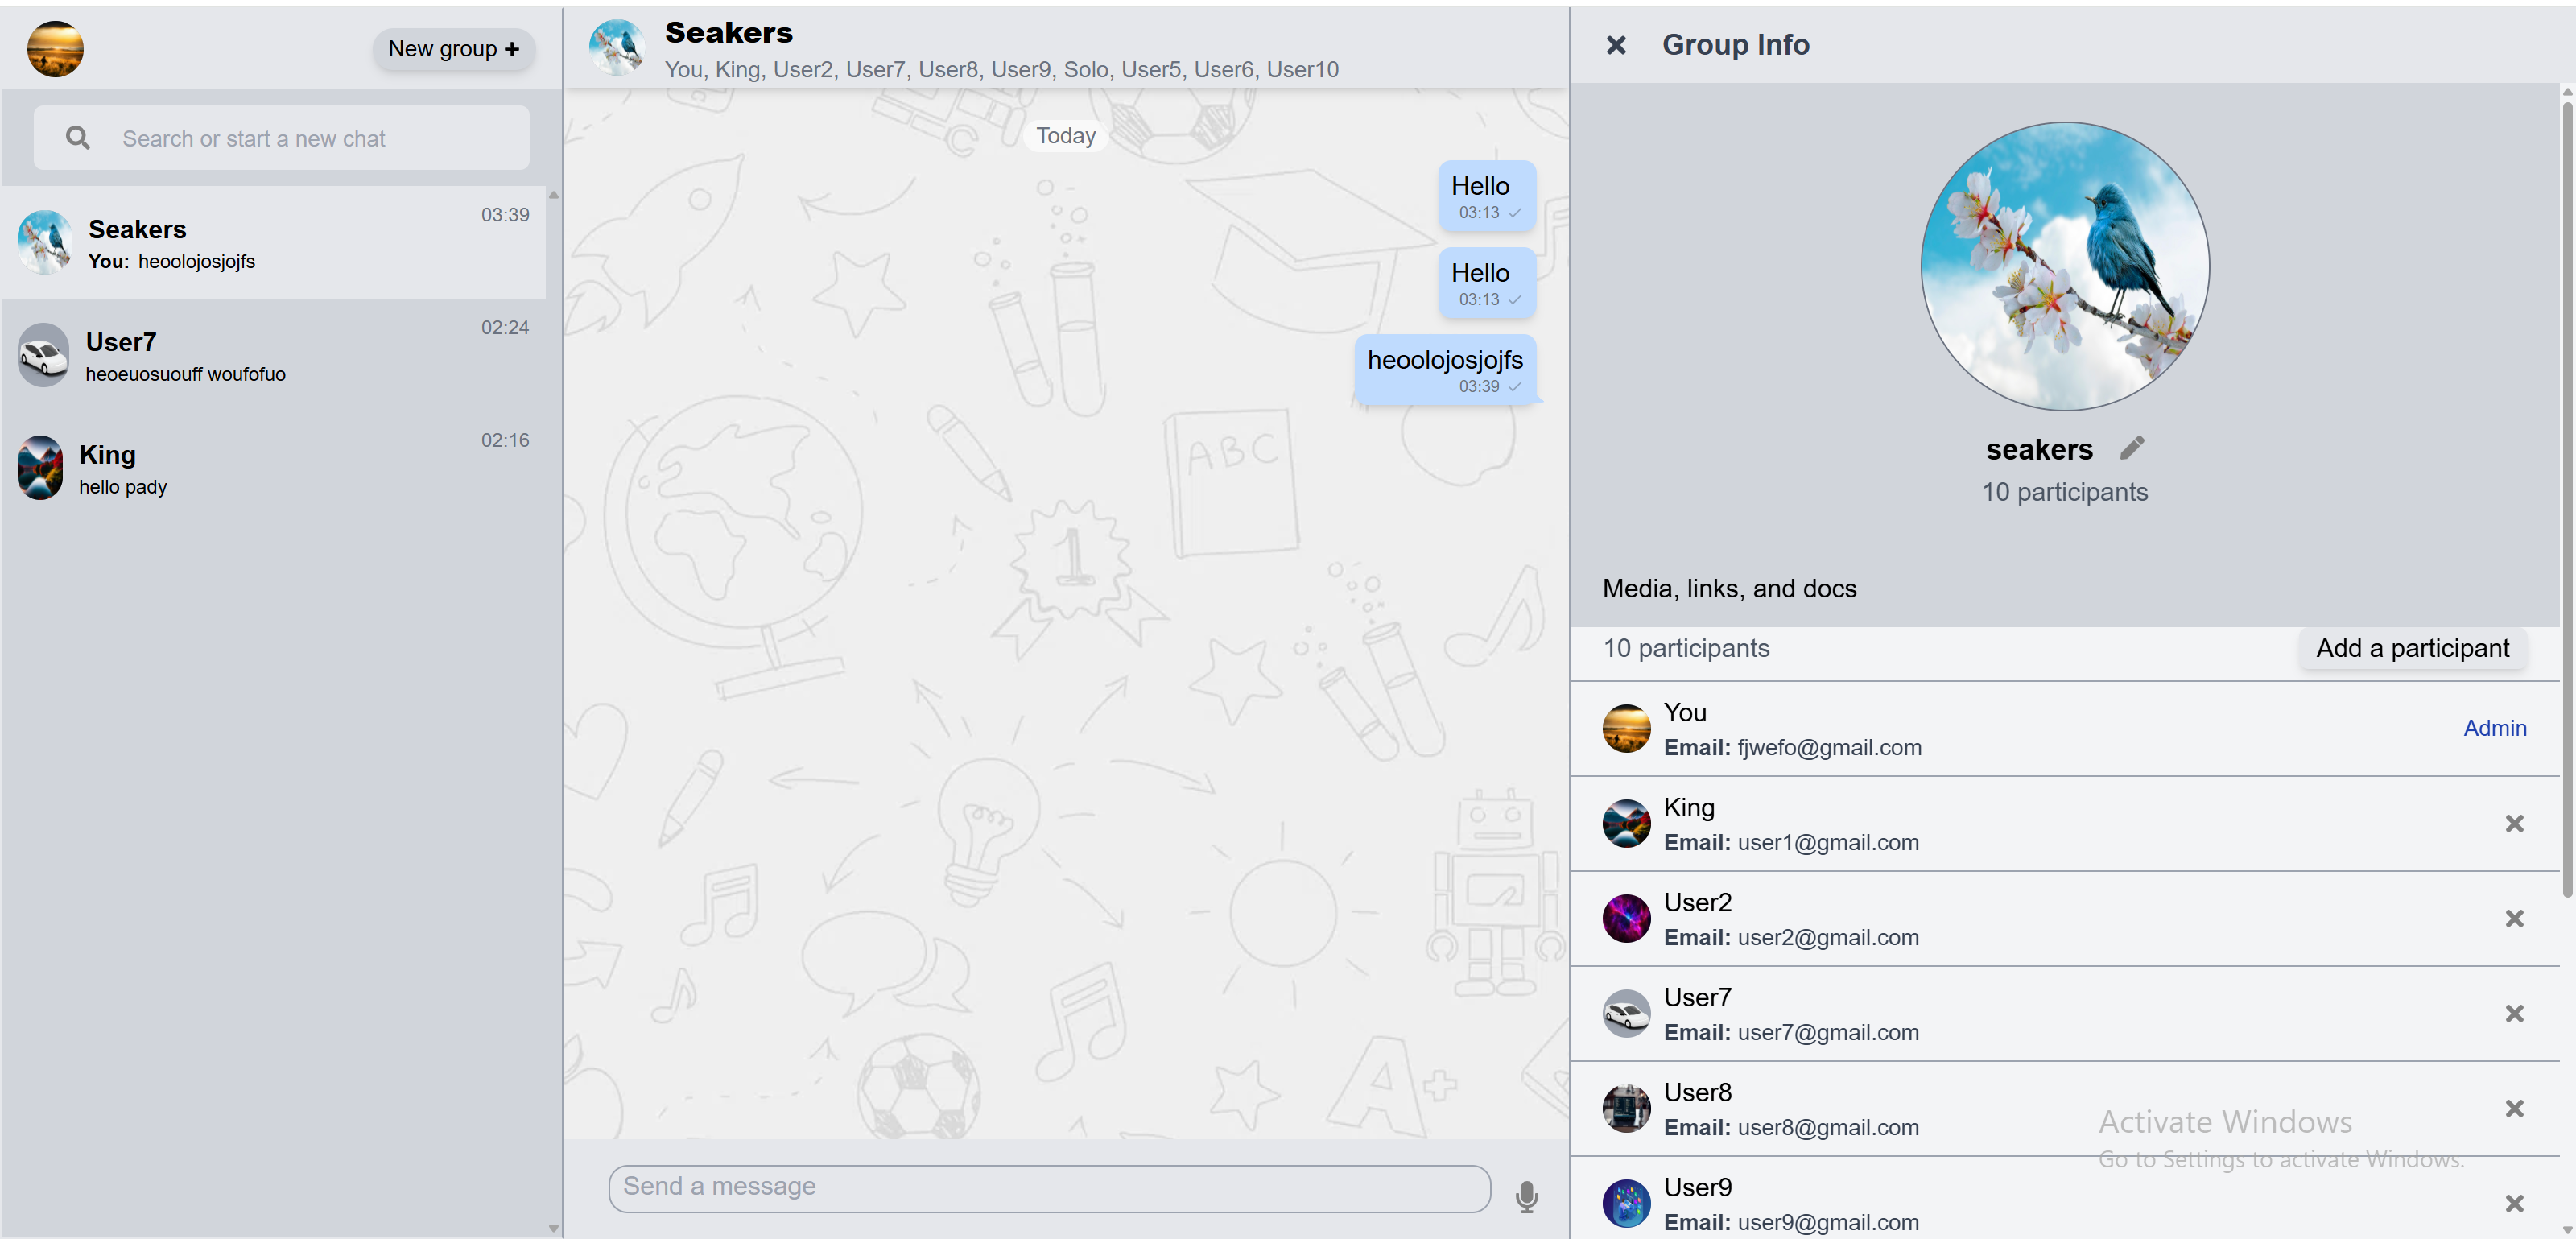 New group +
Search or start a new chat
Seakers
03:39
You: heoolojosjojfs
User7
02:24
heoeuosuouff woufofuo
King
02:16
hello pady
Seakers
You, King, User2, User7, User8, User9, Solo, User5, User6, User10
Today
Hello
03:13
Hello
03:13
heoolojosjojfs
03:39
ABC
1
A+
Send a message
Group Info
seakers
10 participants
Media, links, and docs
10 participants
Add a participant
You
Email: fjwefo@gmail.com
Admin
King
Email: user1@gmail.com
User2
Email: user2@gmail.com
User7
Email: user7@gmail.com
User8
Email: user8@gmail.com
User9
Email: user9@gmail.com
Activate Windows
Go to Settings to activate Windows.